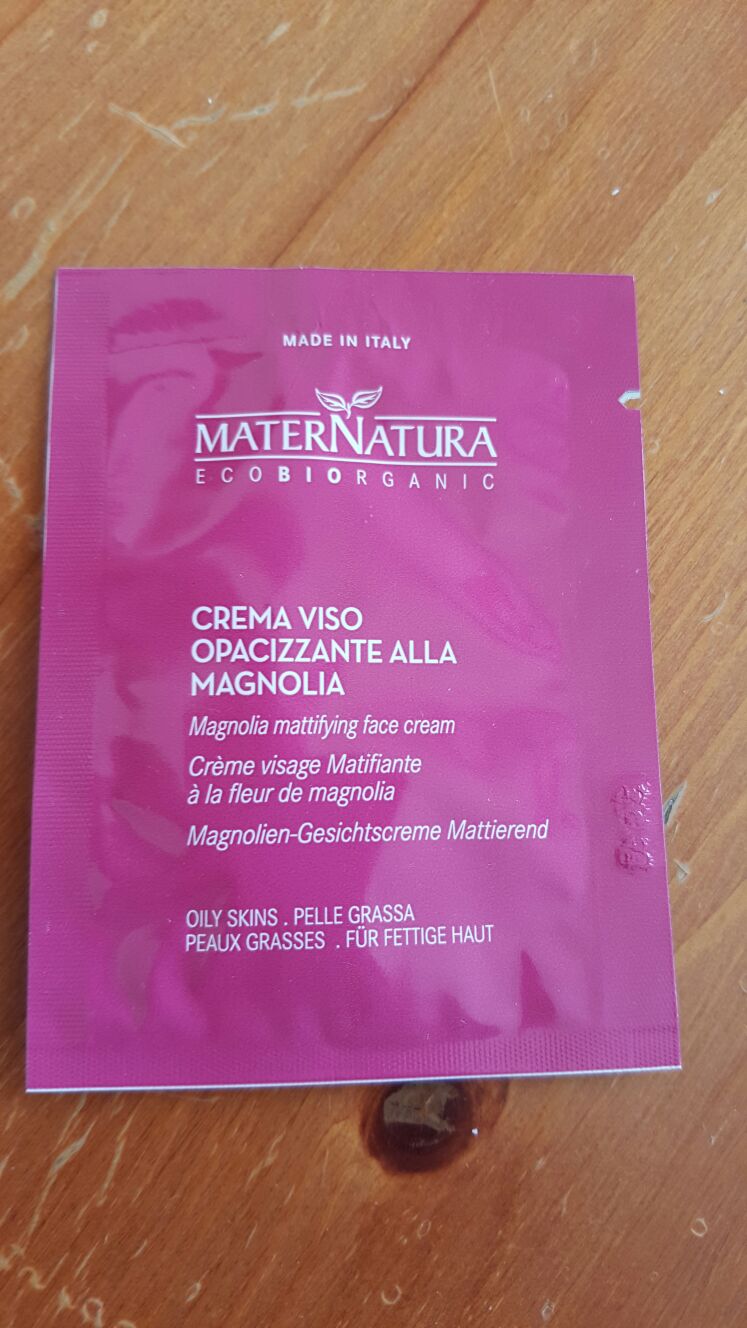 MADE IN ITALY
MATERNATURA
ECOBIORGANIC
CREMA VISO
OPACIZZANTE ALLA
MAGNOLIA
Magnolia mattifying face cream
Crème visage Matifiante
à la fleur de magnolia
Magnolien-Gesichtscreme Mattierend
OILY SKINS . PELLE GRASSA
PEAUX GRASSES . FÜR FETTIGE HAUT